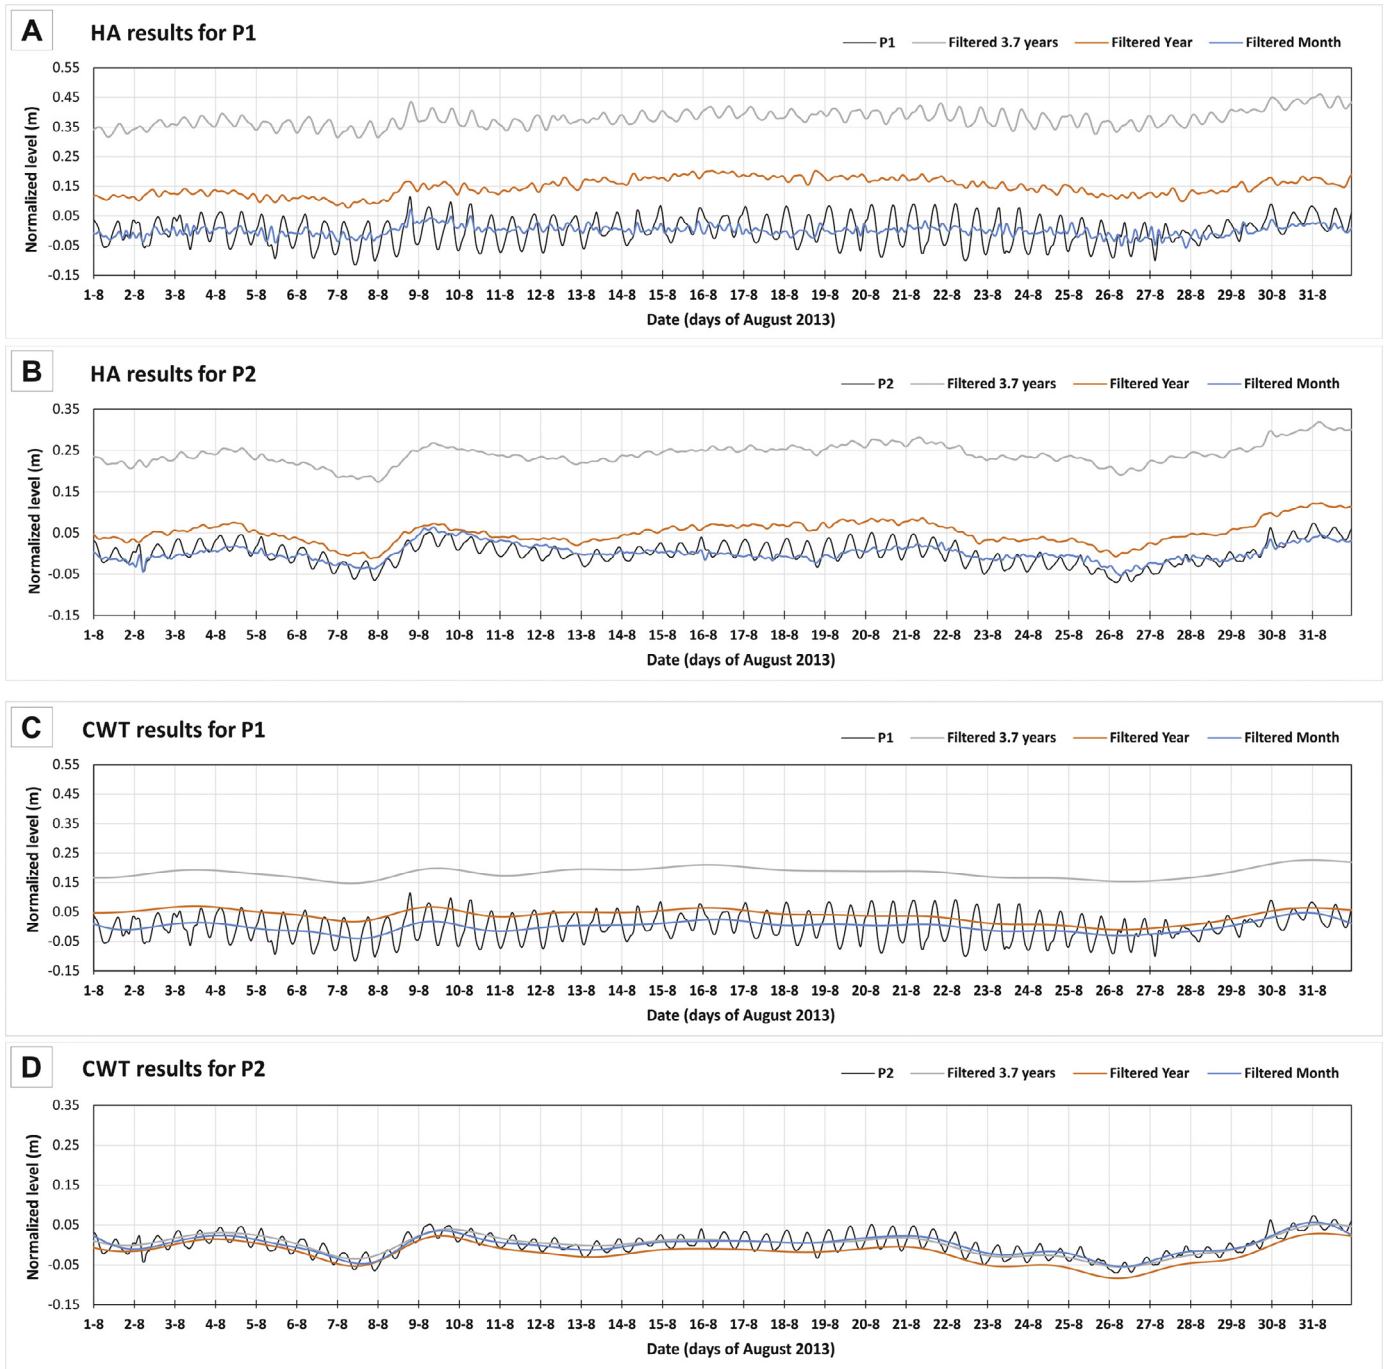 A HA results for P1
P1 Filtered 3.7 years Filtered Year Filtered Month
Normalized level (m)
0.55
0.45
0.35
0.25
0.15
0.05
-0.05
-0.15
1-8 2-8 3-8 4-8 5-8 6-8 7-8 8-8 9-8 10-8 11-8 12-8 13-8 14-8 15-8 16-8 17-8 18-8 19-8 20-8 21-8 22-8 23-8 24-8 25-8 26-8 27-8 28-8 29-8 30-8 31-8
Date (days of August 2013)
B HA results for P2
P2 Filtered 3.7 years Filtered Year Filtered Month
Normalized level (m)
0.35
0.25
0.15
0.05
-0.05
-0.15
1-8 2-8 3-8 4-8 5-8 6-8 7-8 8-8 9-8 10-8 11-8 12-8 13-8 14-8 15-8 16-8 17-8 18-8 19-8 20-8 21-8 22-8 23-8 24-8 25-8 26-8 27-8 28-8 29-8 30-8 31-8
Date (days of August 2013)
C CWT results for P1
P1 Filtered 3.7 years Filtered Year Filtered Month
Normalized level (m)
0.55
0.45
0.35
0.25
0.15
0.05
-0.05
-0.15
1-8 2-8 3-8 4-8 5-8 6-8 7-8 8-8 9-8 10-8 11-8 12-8 13-8 14-8 15-8 16-8 17-8 18-8 19-8 20-8 21-8 22-8 23-8 24-8 25-8 26-8 27-8 28-8 29-8 30-8 31-8
Date (days of August 2013)
D CWT results for P2
P2 Filtered 3.7 years Filtered Year Filtered Month
Normalized level (m)
0.35
0.25
0.15
0.05
-0.05
-0.15
1-8 2-8 3-8 4-8 5-8 6-8 7-8 8-8 9-8 10-8 11-8 12-8 13-8 14-8 15-8 16-8 17-8 18-8 19-8 20-8 21-8 22-8 23-8 24-8 25-8 26-8 27-8 28-8 29-8 30-8 31-8
Date (days of August 2013)